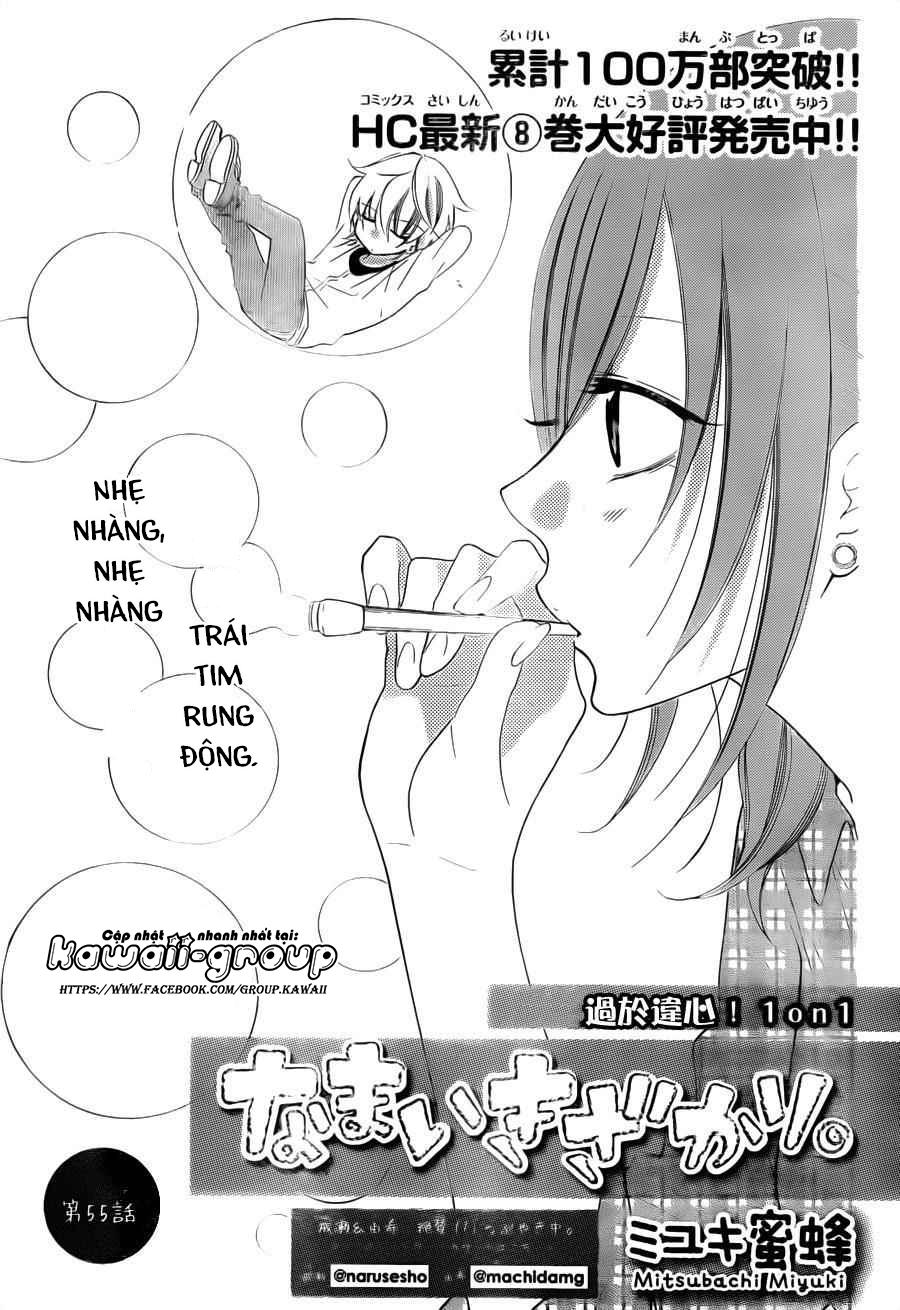 累計100万部突破!!
るいけい まんぶとっぱ
HC最新⑧巻大好評発売中!!
コミックス さいしん かん だいこう ひょう はつ ばい ちゆう
NHẸ
NHÀNG,
NHẸ
NHÀNG
TRÁI
TIM
RUNG
ĐỘNG.
Cập nhật nhanh nhất tại:
kawaii-group
HTTPS://WWW.FACEBOOK.COM/GROUP.KAWAII
過於違心！1on1
なまいきざかり。
第55話
@narusesho
@machidamg
ミユキ蜜蜂
Mitsubachi Miyuki